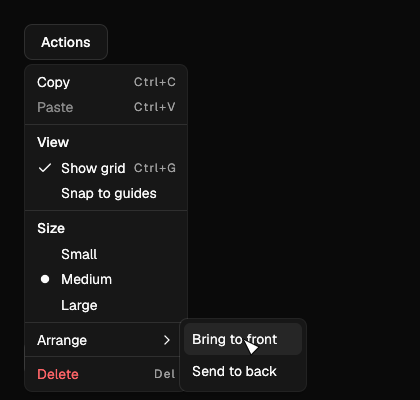 Actions
Copy Ctrl+C
Paste Ctrl+V
View
Show grid Ctrl+G
Snap to guides
Size
Small
Medium
Large
Arrange
Bring to front
Send to back
Delete Del